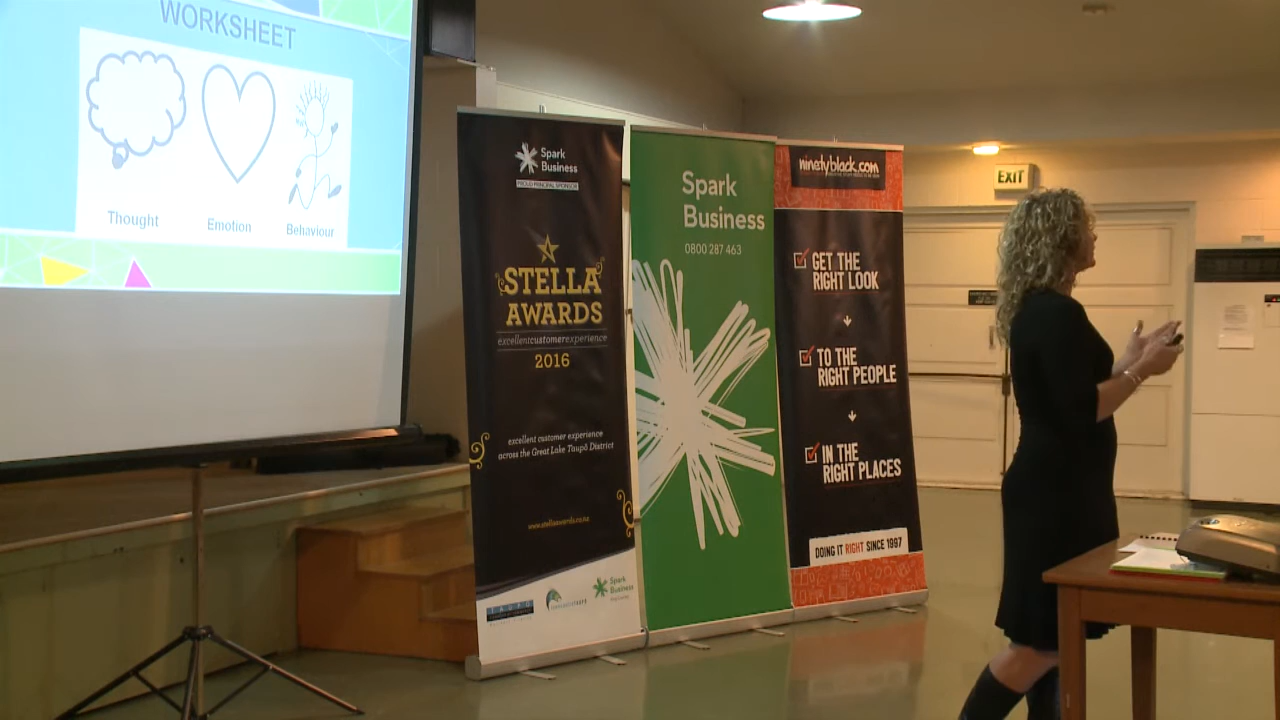 WORKSHEET
Thought
Emotion
Behaviour
Spark
Business
PROUD PRINCIPAL SPONSOR
STELLA
AWARDS
excellentcustomerexperience
2016
excellent customer experience
across the Great Lake Taupō District
www.stellaawards.co.nz
TAUPO
Spark
Business
Spark
Business
0800 287 463
ninetyblack.com
GET THE
RIGHT LOOK
TO THE
RIGHT PEOPLE
IN THE
RIGHT PLACES
DOING IT RIGHT SINCE 1997
EXIT